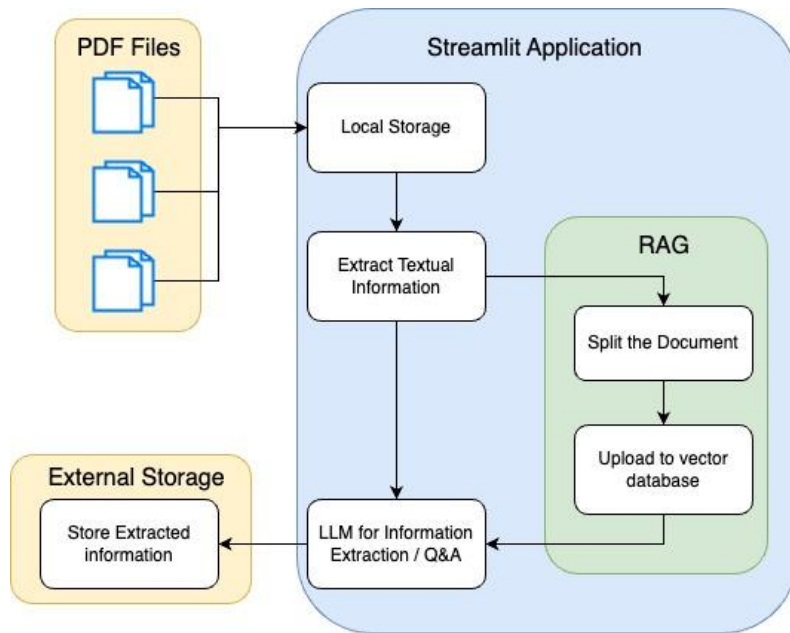 PDF Files
Streamlit Application
Local Storage
Extract Textual
Information
RAG
Split the Document
Upload to vector
database
External Storage
Store Extracted
information
LLM for Information
Extraction / Q&A